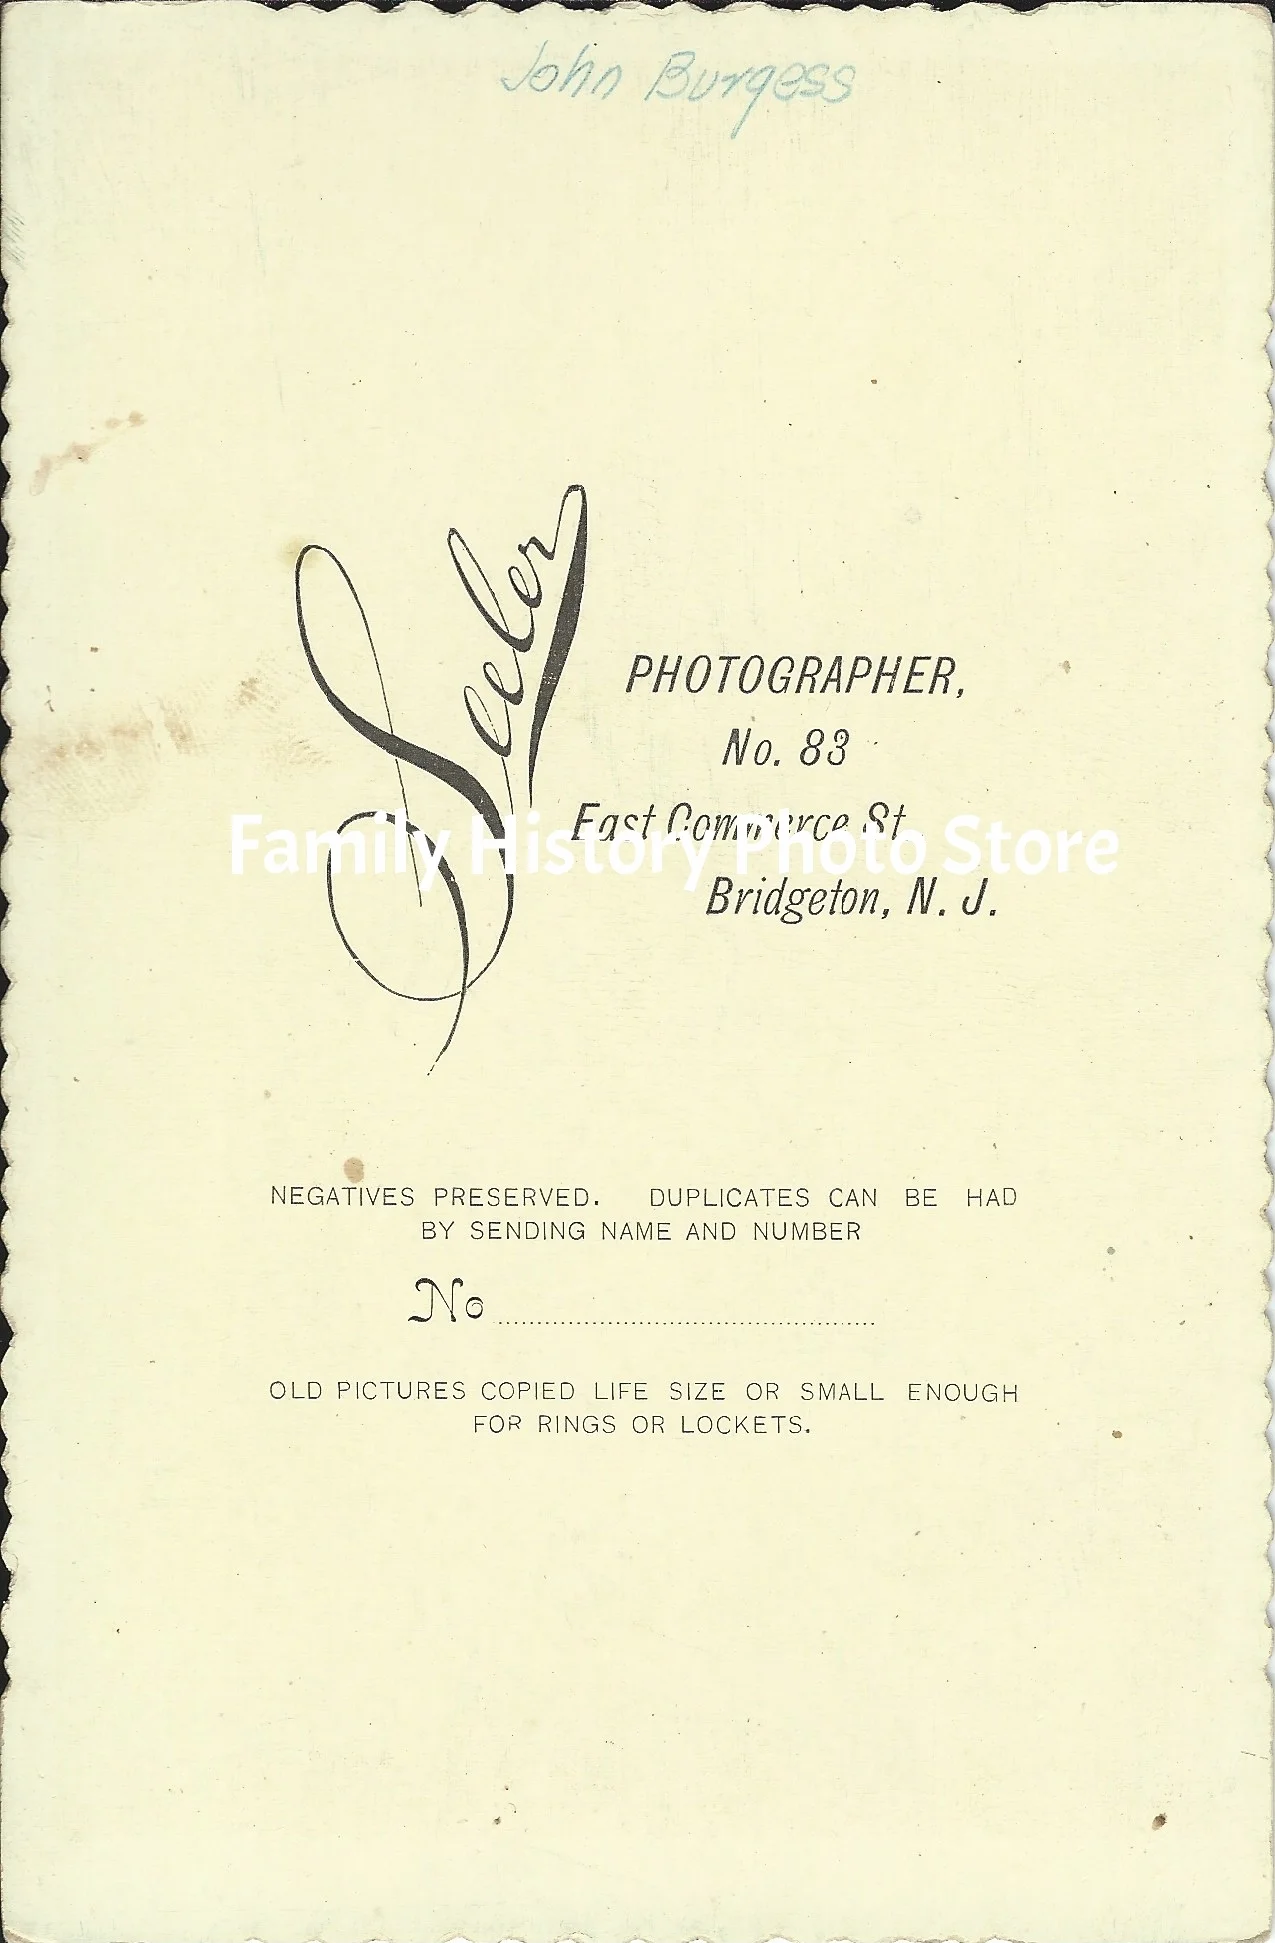 John Burgess
Seeler
PHOTOGRAPHER,
No. 83
East Commerce St.
Family History Photo Store
Bridgeton, N. J.
NEGATIVES PRESERVED. DUPLICATES CAN BE HAD
BY SENDING NAME AND NUMBER
No
OLD PICTURES COPIED LIFE SIZE OR SMALL ENOUGH
FOR RINGS OR LOCKETS.